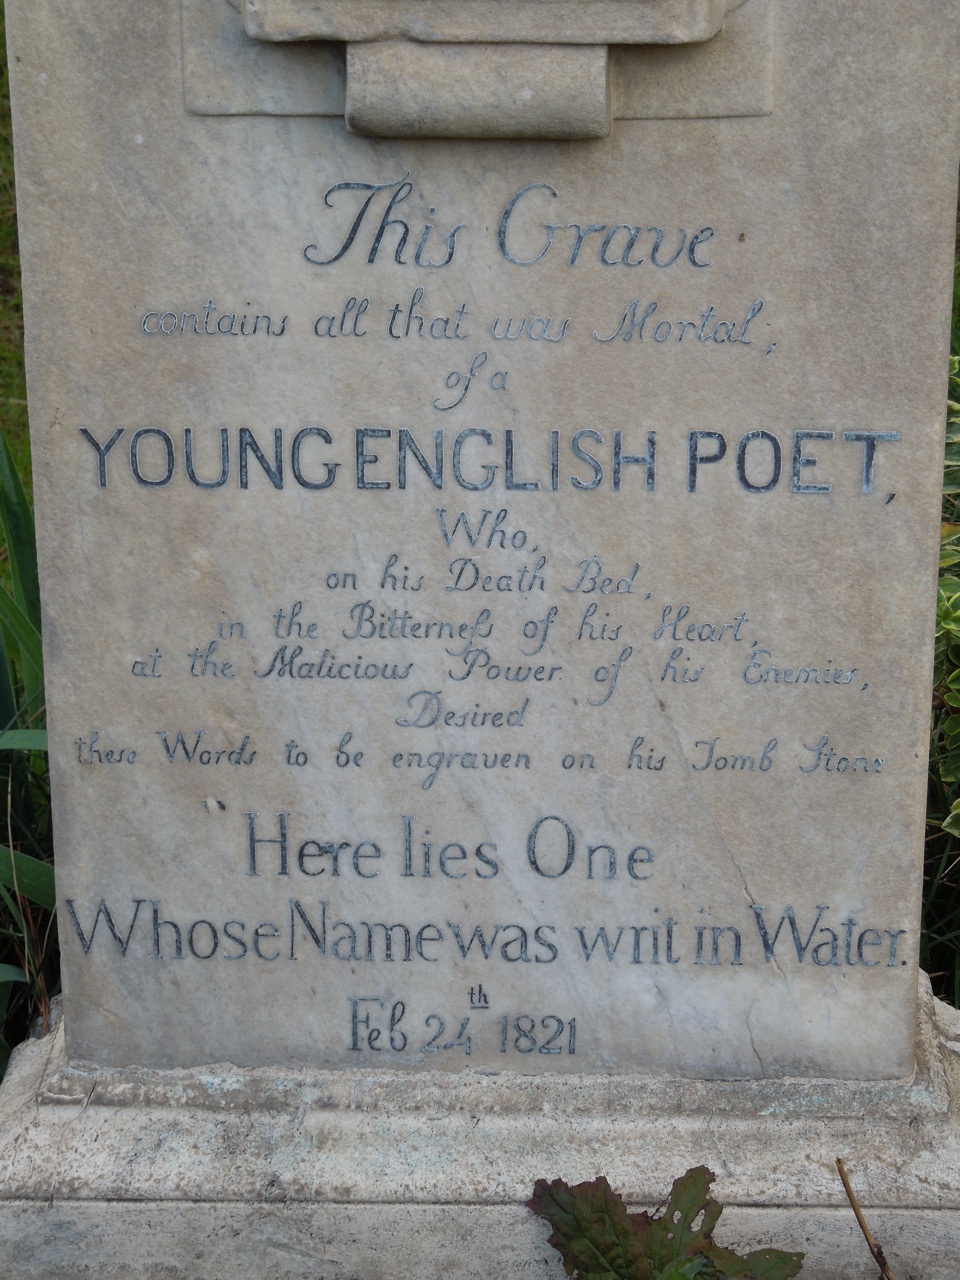 This Grave
contains all that was Mortal,
of a
YOUNG ENGLISH POET,
Who,
on his Death Bed,
in the Bitterneſs of his Heart,
at the Malicious Power of his Enemies,
Desired
these Words to be engraven on his Tomb Stone
"Here lies One
Whose Name was writ in Water.
Feb 24th 1821